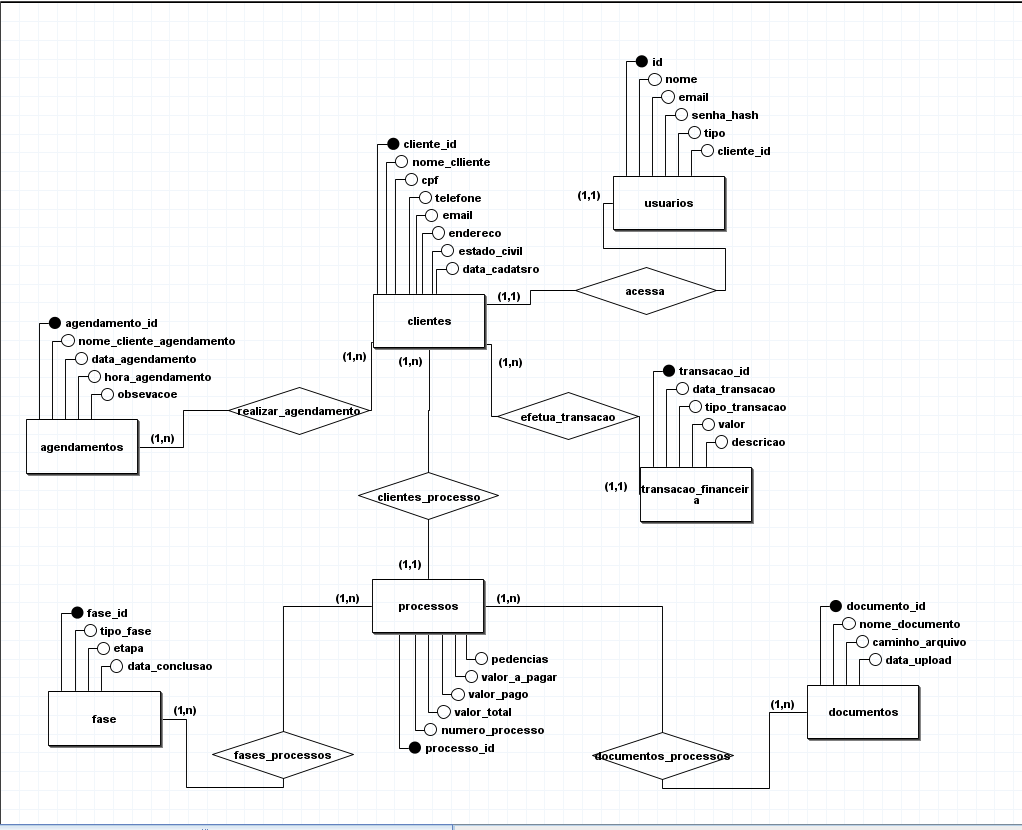 id
nome
email
senha_hash
tipo
cliente_id
(1,1)
usuarios
cliente_id
nome_clliente
cpf
telefone
email
endereco
estado_civil
data_cadatsro
(1,1)
acessa
clientes
agendamento_id
nome_cliente_agendamento
data_agendamento
hora_agendamento
obsevacoe
(1,n)
(1,n)
(1,n)
realizar_agendamento
efetua_transacao
(1,n)
agendamentos
transacao_id
data_transacao
tipo_transacao
valor
descricao
(1,1)
transacao_financeir
a
clientes_processo
(1,1)
(1,n)
processos
(1,n)
fase_id
tipo_fase
etapa
data_conclusao
(1,n)
fase
pedencias
valor_a_pagar
valor_pago
valor_total
numero_processo
processo_id
documento_id
nome_documento
caminho_arquivo
data_upload
(1,n)
documentos
fases_processos
documentos_processos